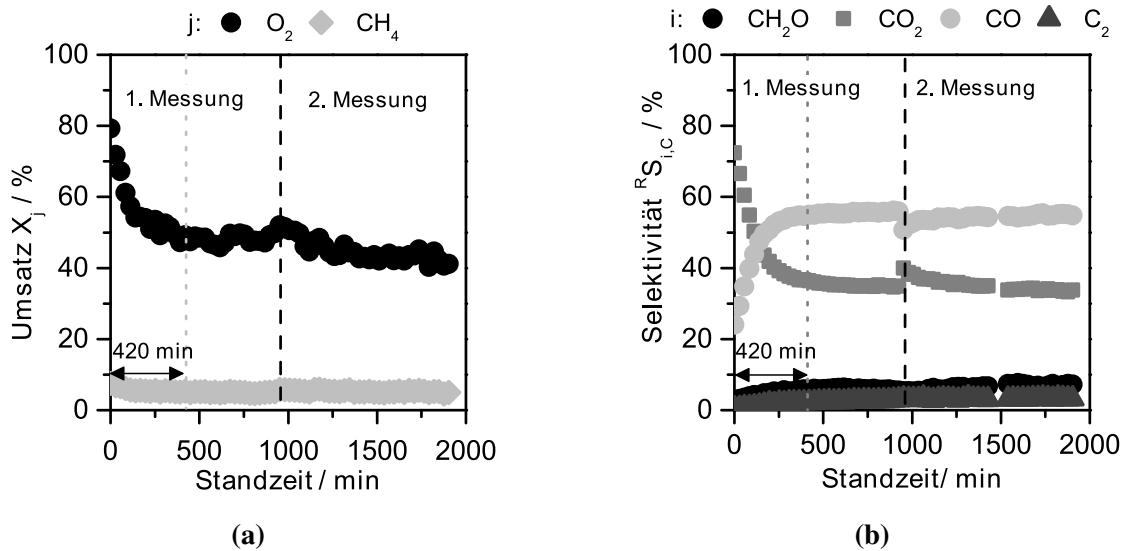 j: O2 CH4
100
80
60
40
20
0
Umsatz Xj / %
1. Messung
2. Messung
420 min
0 500 1000 1500 2000
Standzeit/ min
(a)
i: CH2O CO2 CO C2
100
80
60
40
20
0
Selektivität RSi,C / %
1. Messung
2. Messung
420 min
0 500 1000 1500 2000
Standzeit/ min
(b)